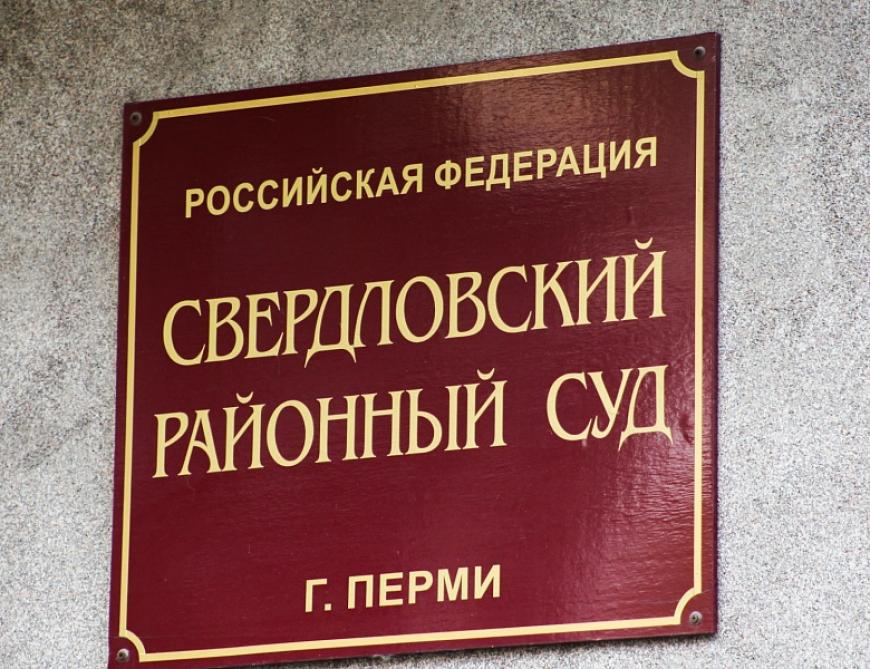 РОССИЙСКАЯ ФЕДЕРАЦИЯ
СВЕРДЛОВСКИЙ
РАЙОННЫЙ СУД
Г. ПЕРМИ